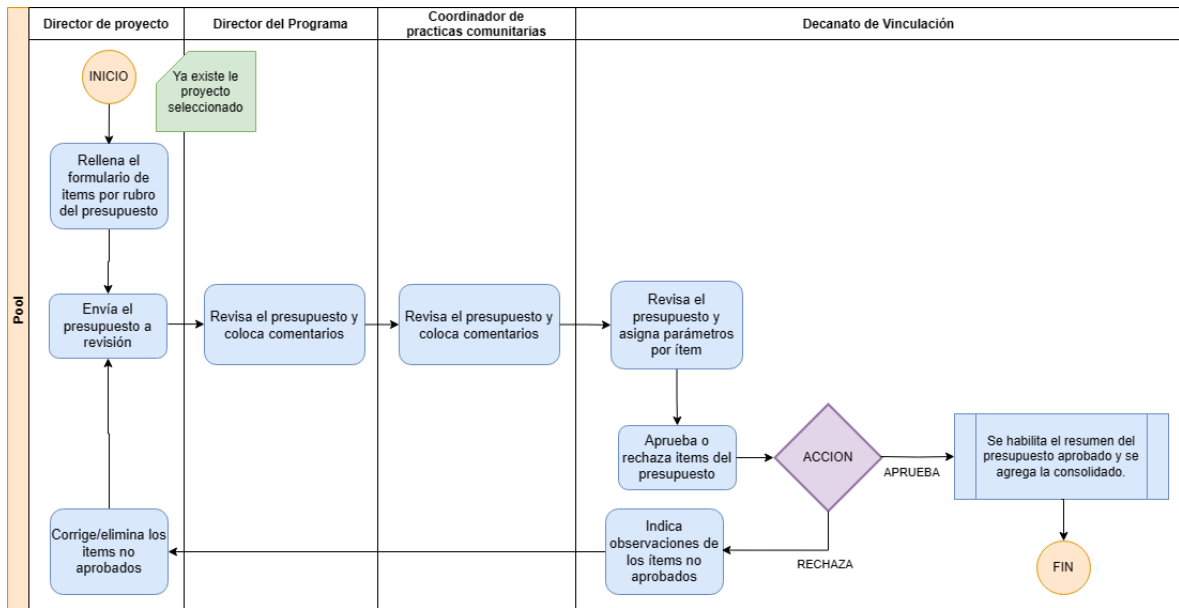 Director de proyecto
Director del Programa
Coordinador de
practicas comunitarias
Decanato de Vinculación
Pool
INICIO
Ya existe le
proyecto
seleccionado
Rellena el
formulario de
items por rubro
del presupuesto
Envía el
presupuesto a
revisión
Revisa el presupuesto y
coloca comentarios
Revisa el presupuesto y
coloca comentarios
Revisa el
presupuesto y
asigna parámetros
por ítem
Aprueba o
rechaza items del
presupuesto
ACCION
APRUEBA
Se habilita el resumen del
presupuesto aprobado y se
agrega la consolidado.
Corrige/elimina los
items no
aprobados
Indica
observaciones de
los ítems no
aprobados
RECHAZA
FIN